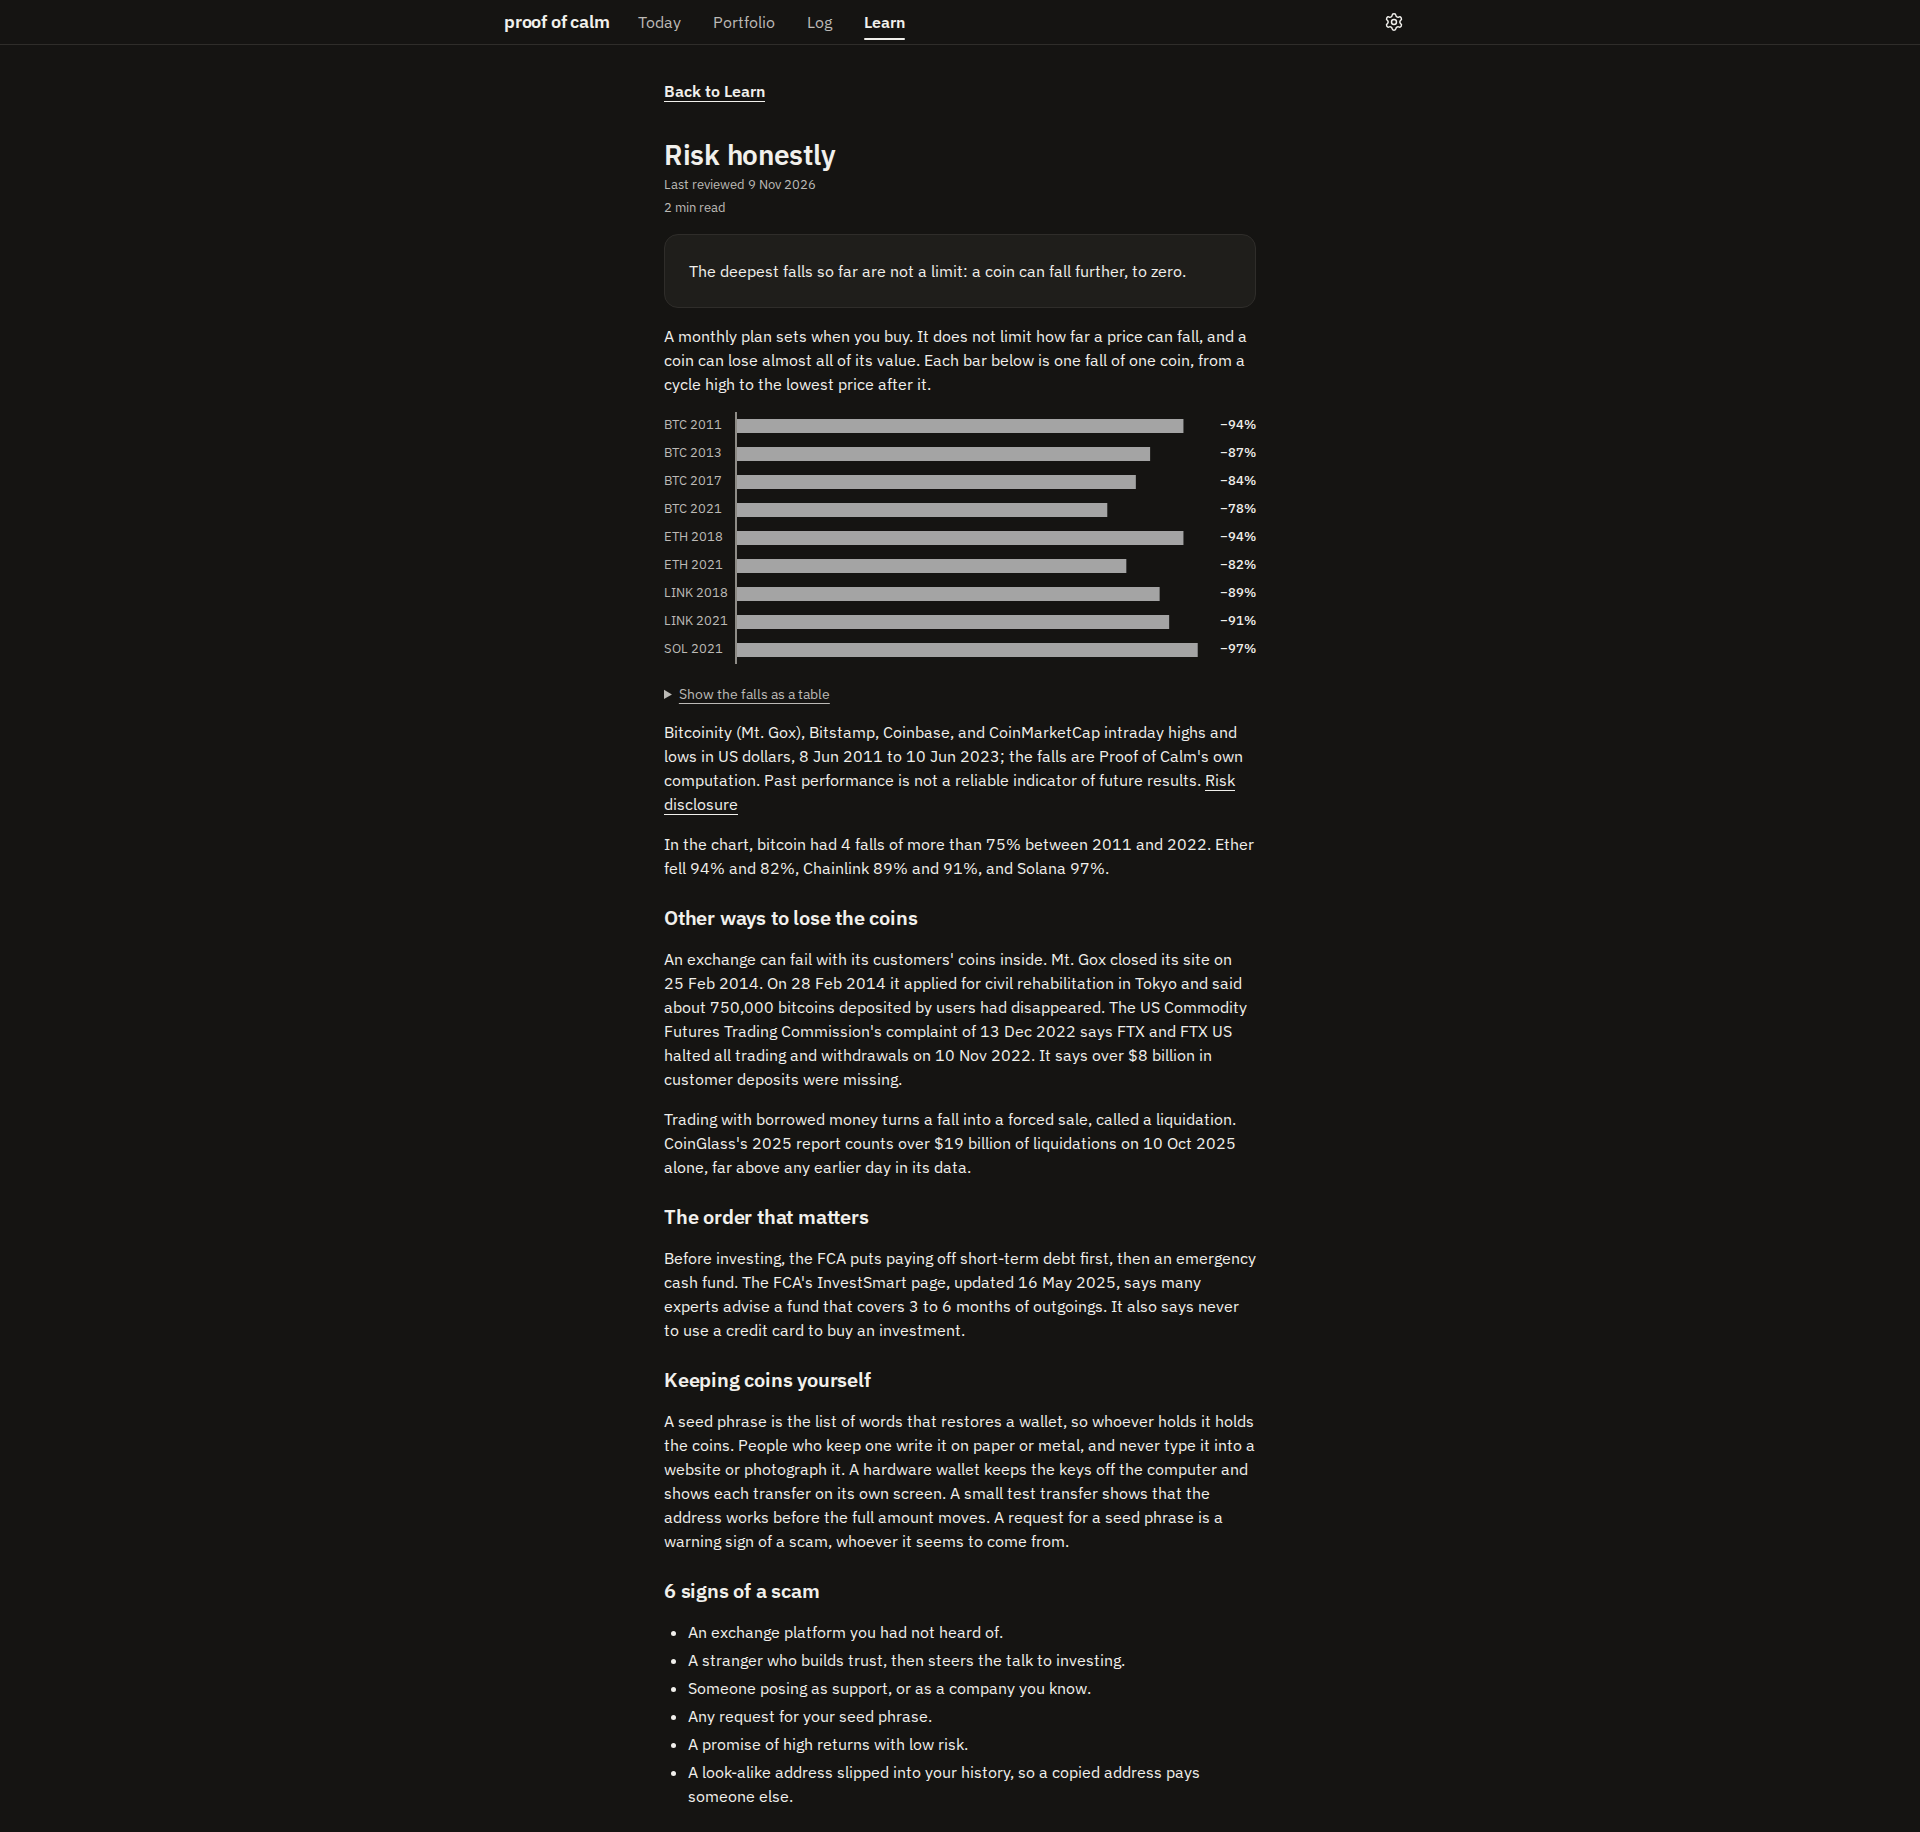 proof of calm Today Portfolio Log Learn
Back to Learn
Risk honestly
Last reviewed 9 Nov 2026
2 min read
The deepest falls so far are not a limit: a coin can fall further, to zero.
A monthly plan sets when you buy. It does not limit how far a price can fall, and a
coin can lose almost all of its value. Each bar below is one fall of one coin, from a
cycle high to the lowest price after it.
BTC 2011 −94%
BTC 2013 −87%
BTC 2017 −84%
BTC 2021 −78%
ETH 2018 −94%
ETH 2021 −82%
LINK 2018 −89%
LINK 2021 −91%
SOL 2021 −97%
Show the falls as a table
Bitcoinity (Mt. Gox), Bitstamp, Coinbase, and CoinMarketCap intraday highs and
lows in US dollars, 8 Jun 2011 to 10 Jun 2023; the falls are Proof of Calm's own
computation. Past performance is not a reliable indicator of future results. Risk
disclosure
In the chart, bitcoin had 4 falls of more than 75% between 2011 and 2022. Ether
fell 94% and 82%, Chainlink 89% and 91%, and Solana 97%.
Other ways to lose the coins
An exchange can fail with its customers' coins inside. Mt. Gox closed its site on
25 Feb 2014. On 28 Feb 2014 it applied for civil rehabilitation in Tokyo and said
about 750,000 bitcoins deposited by users had disappeared. The US Commodity
Futures Trading Commission's complaint of 13 Dec 2022 says FTX and FTX US
halted all trading and withdrawals on 10 Nov 2022. It says over $8 billion in
customer deposits were missing.
Trading with borrowed money turns a fall into a forced sale, called a liquidation.
CoinGlass's 2025 report counts over $19 billion of liquidations on 10 Oct 2025
alone, far above any earlier day in its data.
The order that matters
Before investing, the FCA puts paying off short-term debt first, then an emergency
cash fund. The FCA's InvestSmart page, updated 16 May 2025, says many
experts advise a fund that covers 3 to 6 months of outgoings. It also says never
to use a credit card to buy an investment.
Keeping coins yourself
A seed phrase is the list of words that restores a wallet, so whoever holds it holds
the coins. People who keep one write it on paper or metal, and never type it into a
website or photograph it. A hardware wallet keeps the keys off the computer and
shows each transfer on its own screen. A small test transfer shows that the
address works before the full amount moves. A request for a seed phrase is a
warning sign of a scam, whoever it seems to come from.
6 signs of a scam
• An exchange platform you had not heard of.
• A stranger who builds trust, then steers the talk to investing.
• Someone posing as support, or as a company you know.
• Any request for your seed phrase.
• A promise of high returns with low risk.
• A look-alike address slipped into your history, so a copied address pays
someone else.